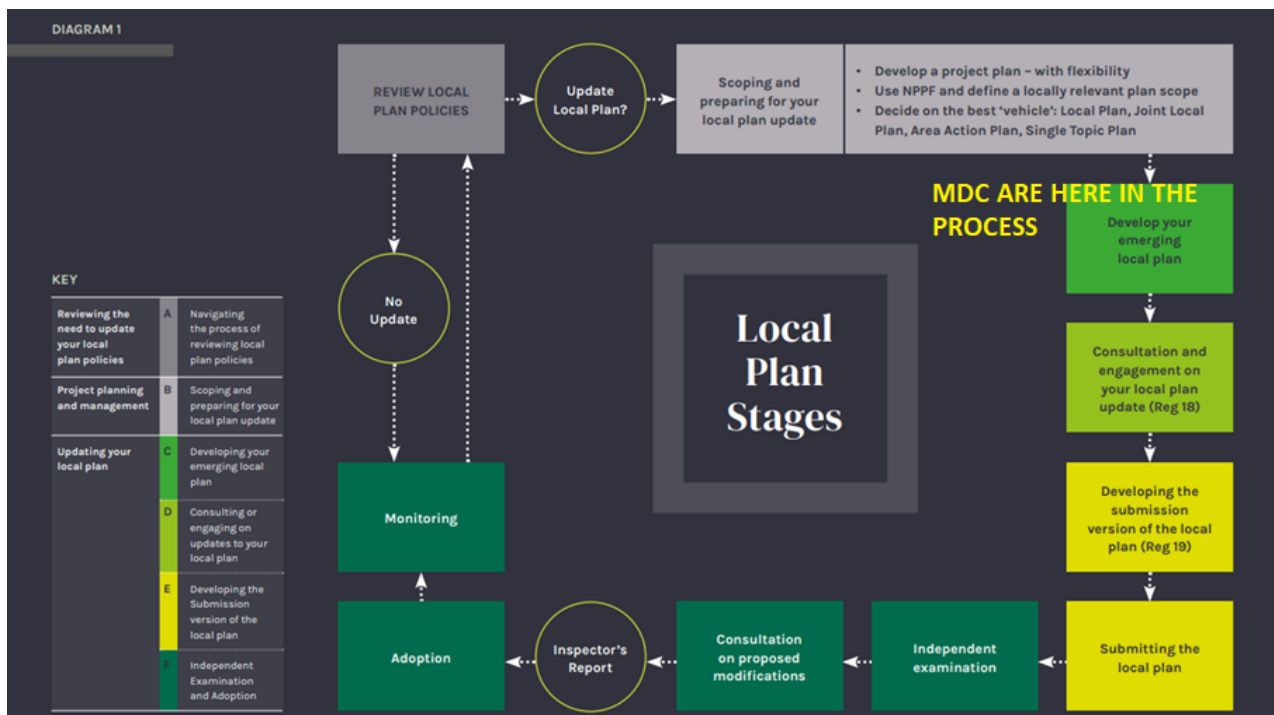 DIAGRAM 1
REVIEW LOCAL
PLAN POLICIES
Update
Local Plan?
Scoping and
preparing for your
local plan update
• Develop a project plan – with flexibility
• Use NPPF and define a locally relevant plan scope
• Decide on the best ‘vehicle’: Local Plan, Joint Local
Plan, Area Action Plan, Single Topic Plan
MDC ARE HERE IN THE
PROCESS
Develop your
emerging
local plan
No
Update
Local
Plan
Stages
Consultation and
engagement on
your local plan
update (Reg 18)
Developing the
submission
version of the local
plan (Reg 19)
Submitting the
local plan
Independent
examination
Consultation
on proposed
modifications
Inspector's
Report
Adoption
Monitoring
KEY
Reviewing the
need to update
your local
plan policies
A
Navigating
the process of
reviewing local
plan policies
Project planning
and management
B
Scoping and
preparing for your
local plan update
Updating your
local plan
C
Developing your
emerging local
plan
D
Consulting or
engaging on
updates to your
local plan
E
Developing the
Submission
version of the
local plan
F
Independent
Examination
and Adoption